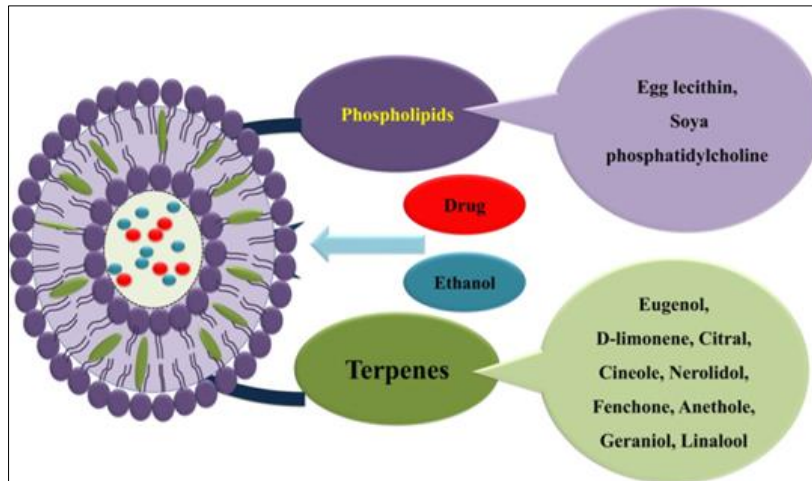 Phospholipids
Egg lecithin,
Soya
phosphatidylcholine
Drug
Ethanol
Terpenes
Eugenol,
D-limonene, Citral,
Cineole, Nerolidol,
Fenchone, Anethole,
Geraniol, Linalool